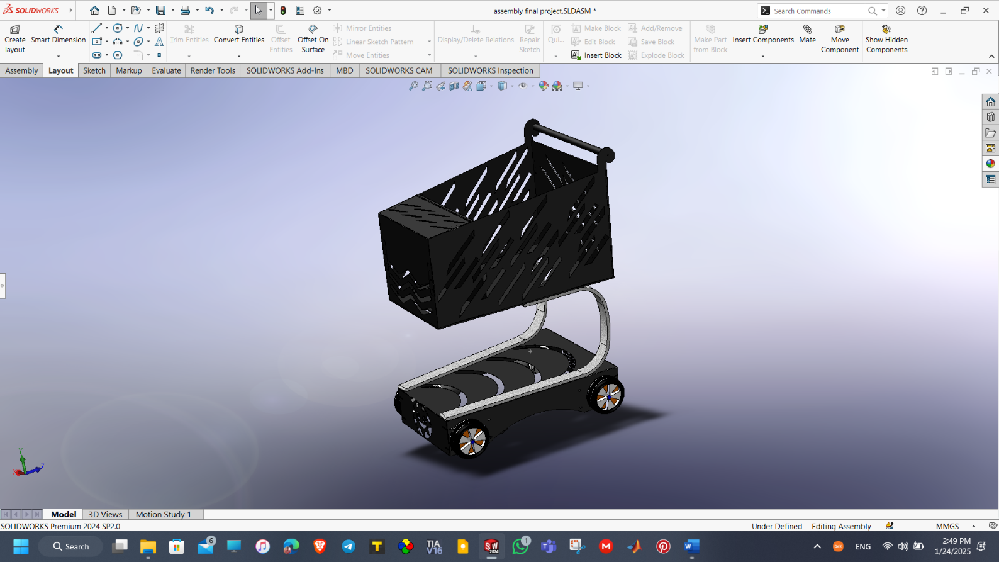 SOLIDWORKS
assembly final project.SLDASM *
Search Commands
Create layout
Smart Dimension
Trim Entities
Convert Entities
Offset Entities
Offset On Surface
Mirror Entities
Linear Sketch Pattern
Move Entities
Display/Delete Relations
Repair Sketch
Qui...
Make Block
Edit Block
Insert Block
Add/Remove
Save Block
Explode Block
Make Part from Block
Insert Components
Mate
Move Component
Show Hidden Components
Assembly
Layout
Sketch
Markup
Evaluate
Render Tools
SOLIDWORKS Add-Ins
MBD
SOLIDWORKS CAM
SOLIDWORKS Inspection
Y
X
Z
Model
3D Views
Motion Study 1
SOLIDWORKS Premium 2024 SP2.0
Under Defined
Editing Assembly
MMGS
Search
6
TIA V16
SW 2024
1
ENG
2:49 PM
1/24/2025